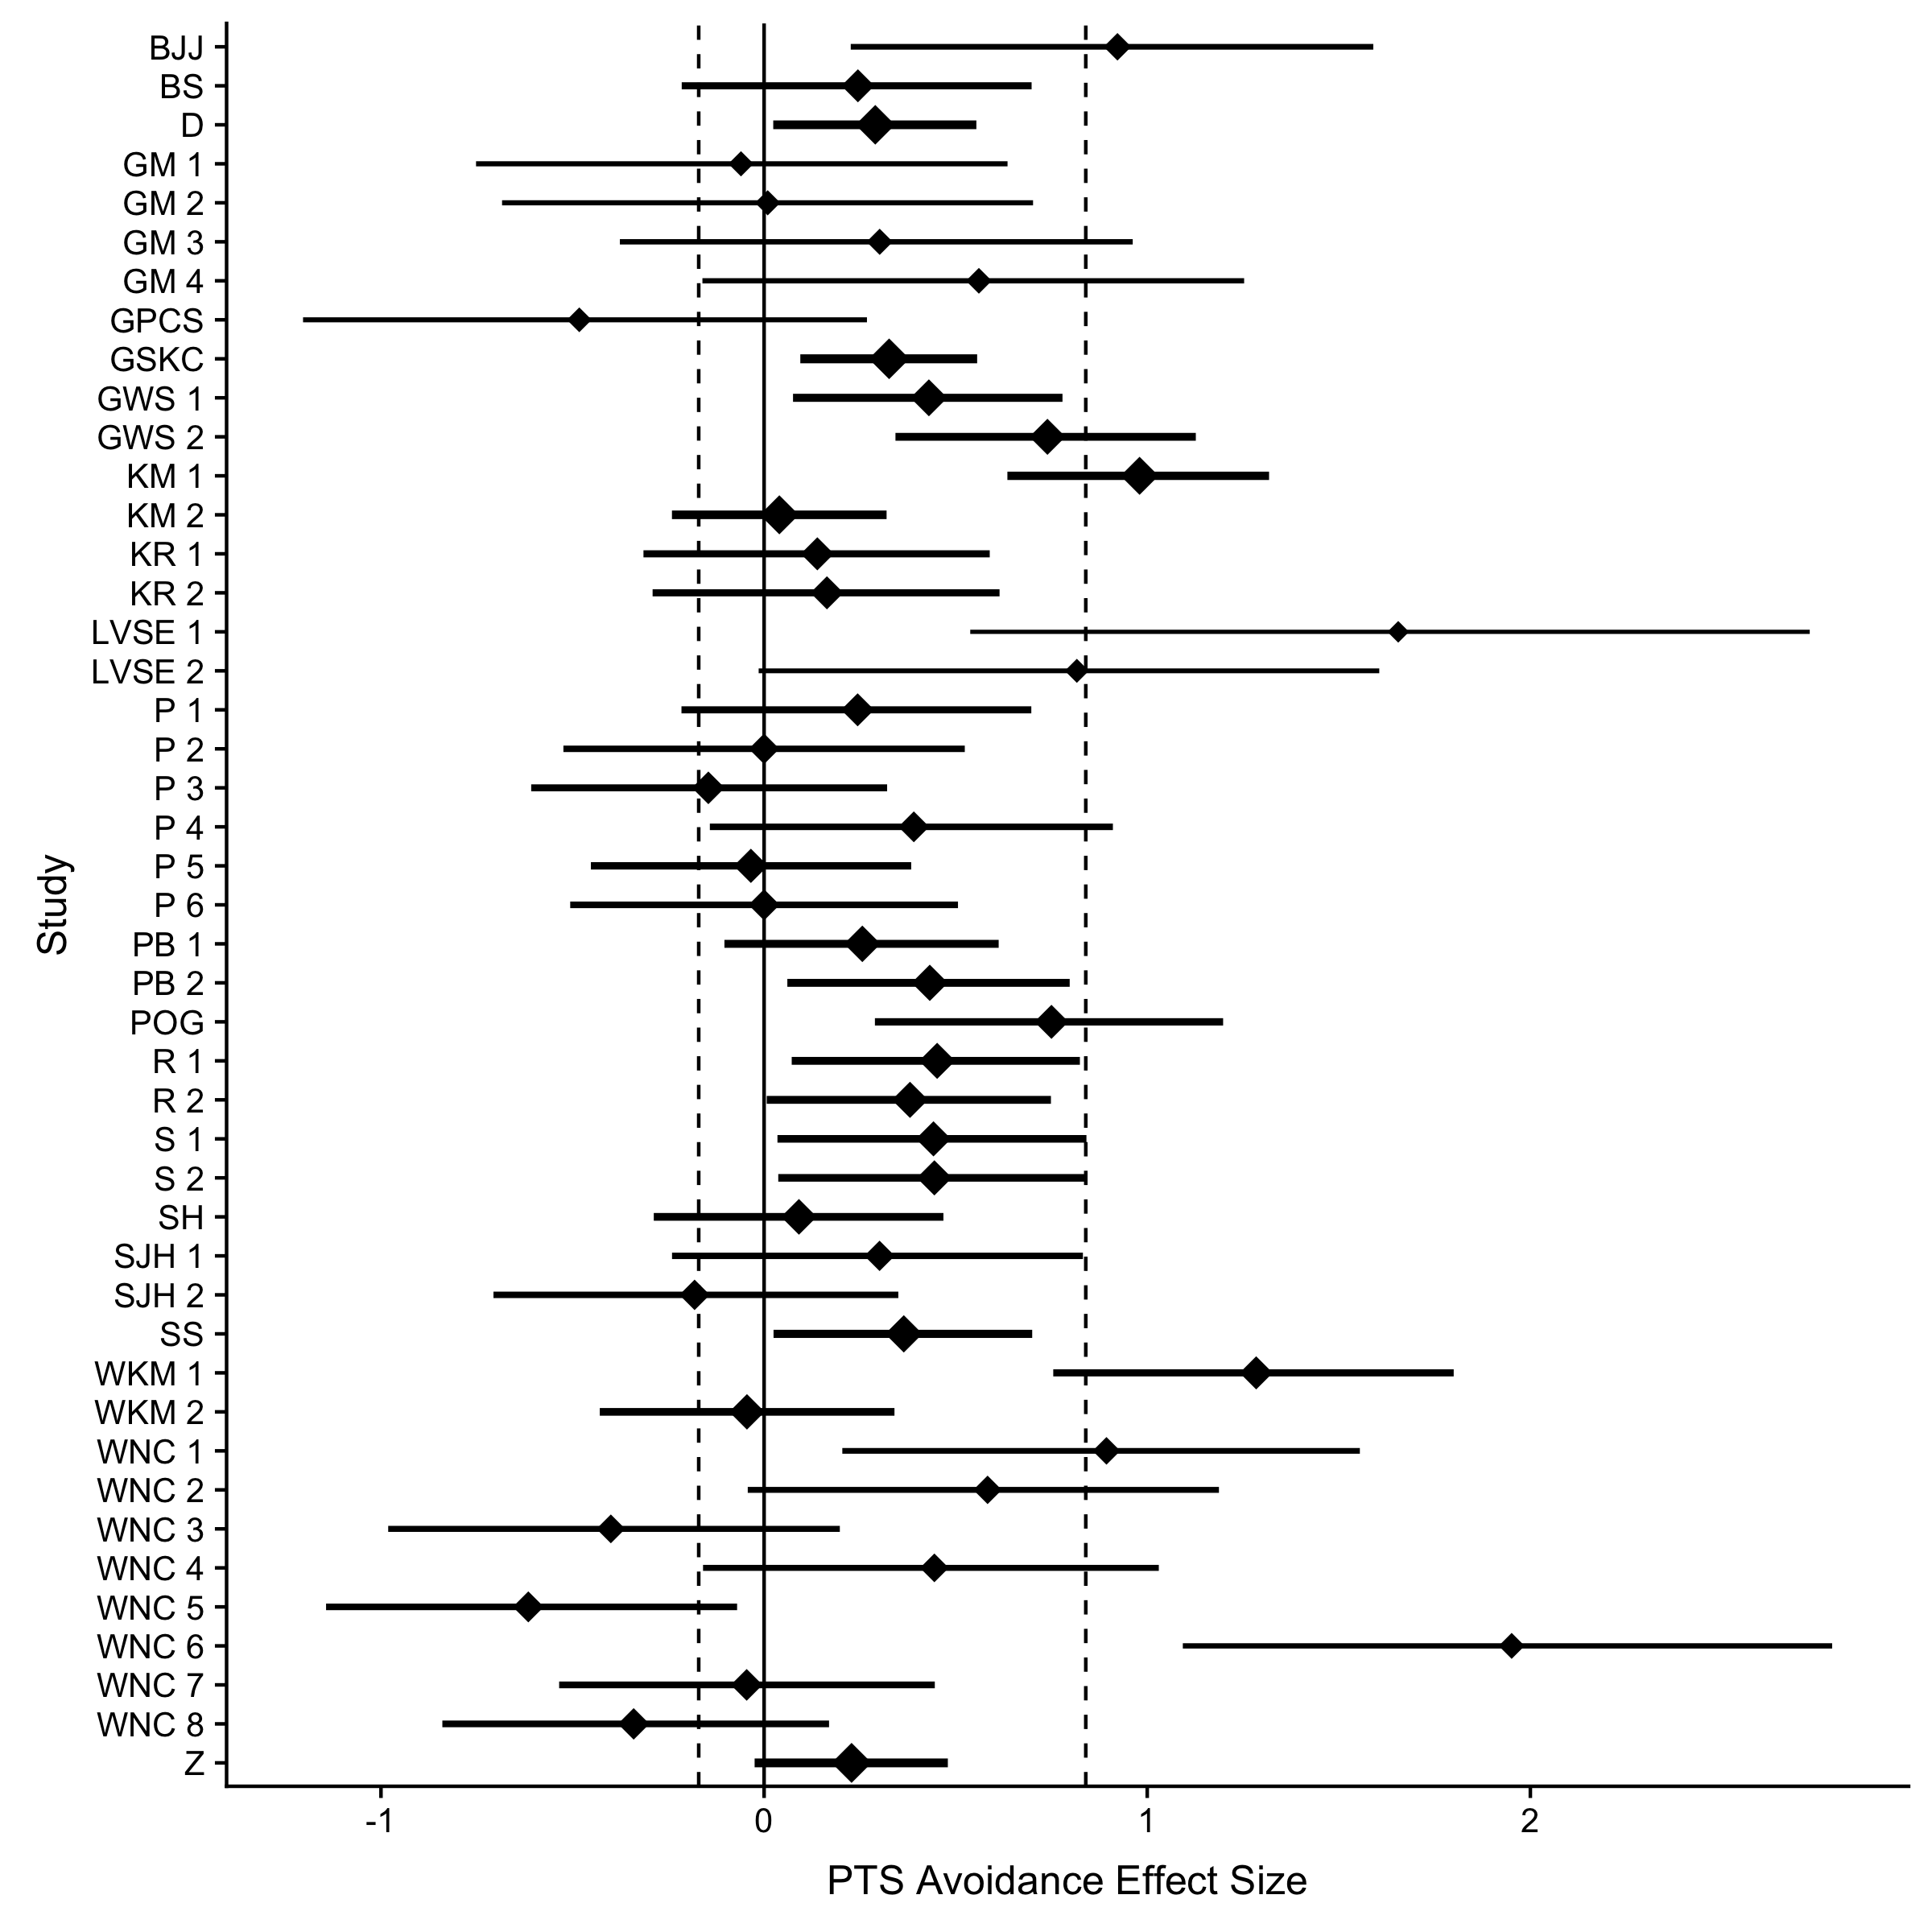 BJJ
BS
D
GM 1
GM 2
GM 3
GM 4
GPCS
GSKC
GWS 1
GWS 2
KM 1
KM 2
KR 1
KR 2
LVSE 1
LVSE 2
P 1
P 2
P 3
P 4
P 5
P 6
PB 1
PB 2
POG
R 1
R 2
S 1
S 2
SH
SJH 1
SJH 2
SS
WKM 1
WKM 2
WNC 1
WNC 2
WNC 3
WNC 4
WNC 5
WNC 6
WNC 7
WNC 8
Z
Study
-1 0 1 2
PTS Avoidance Effect Size